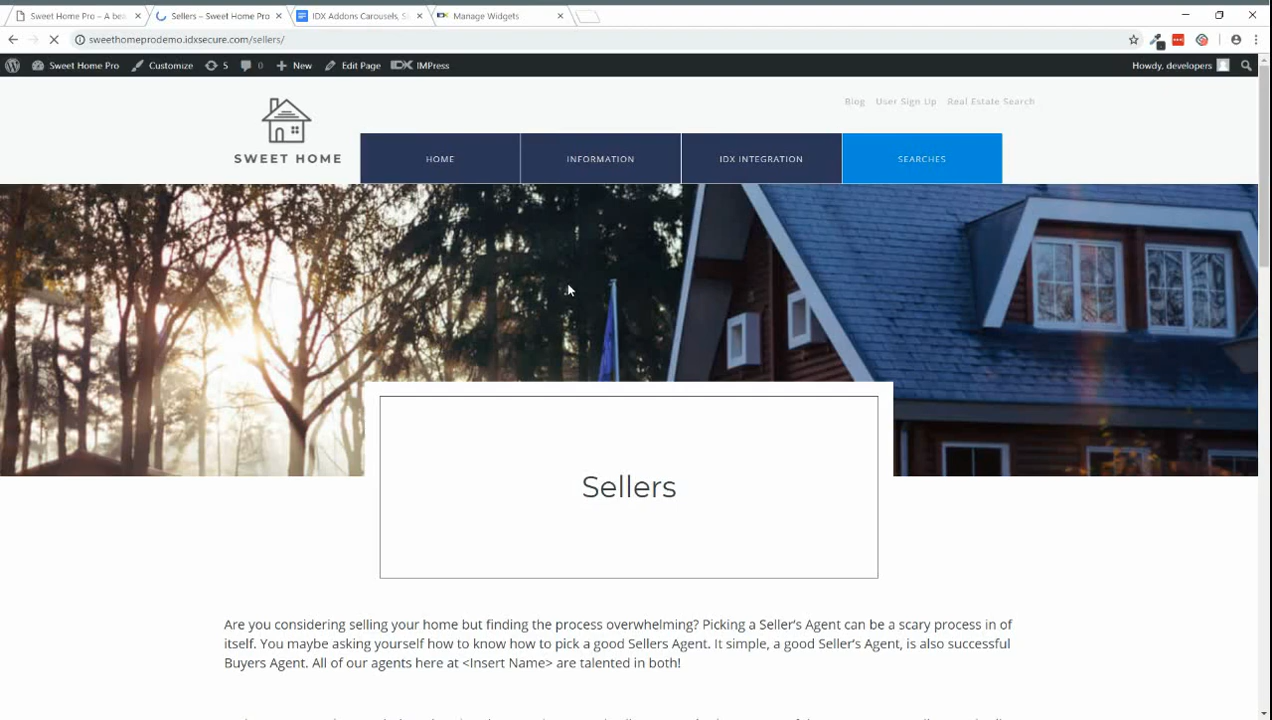 Sweet Home Pro – A bea
Sellers – Sweet Home Pro
IDX Addons Carousels, S
Manage Widgets
sweethomeprodemo.idxsecure.com/sellers/
Sweet Home Pro
Customize
5
0
New
Edit Page
IDX IMPress
Howdy, developers
Blog
User Sign Up
Real Estate Search
SWEET HOME
HOME
INFORMATION
IDX INTEGRATION
SEARCHES
Sellers
Are you considering selling your home but finding the process overwhelming? Picking a Seller's Agent can be a scary process in of
itself. You maybe asking yourself how to know how to pick a good Sellers Agent. It simple, a good Seller's Agent, is also successful
Buyers Agent. All of our agents here at <Insert Name> are talented in both!